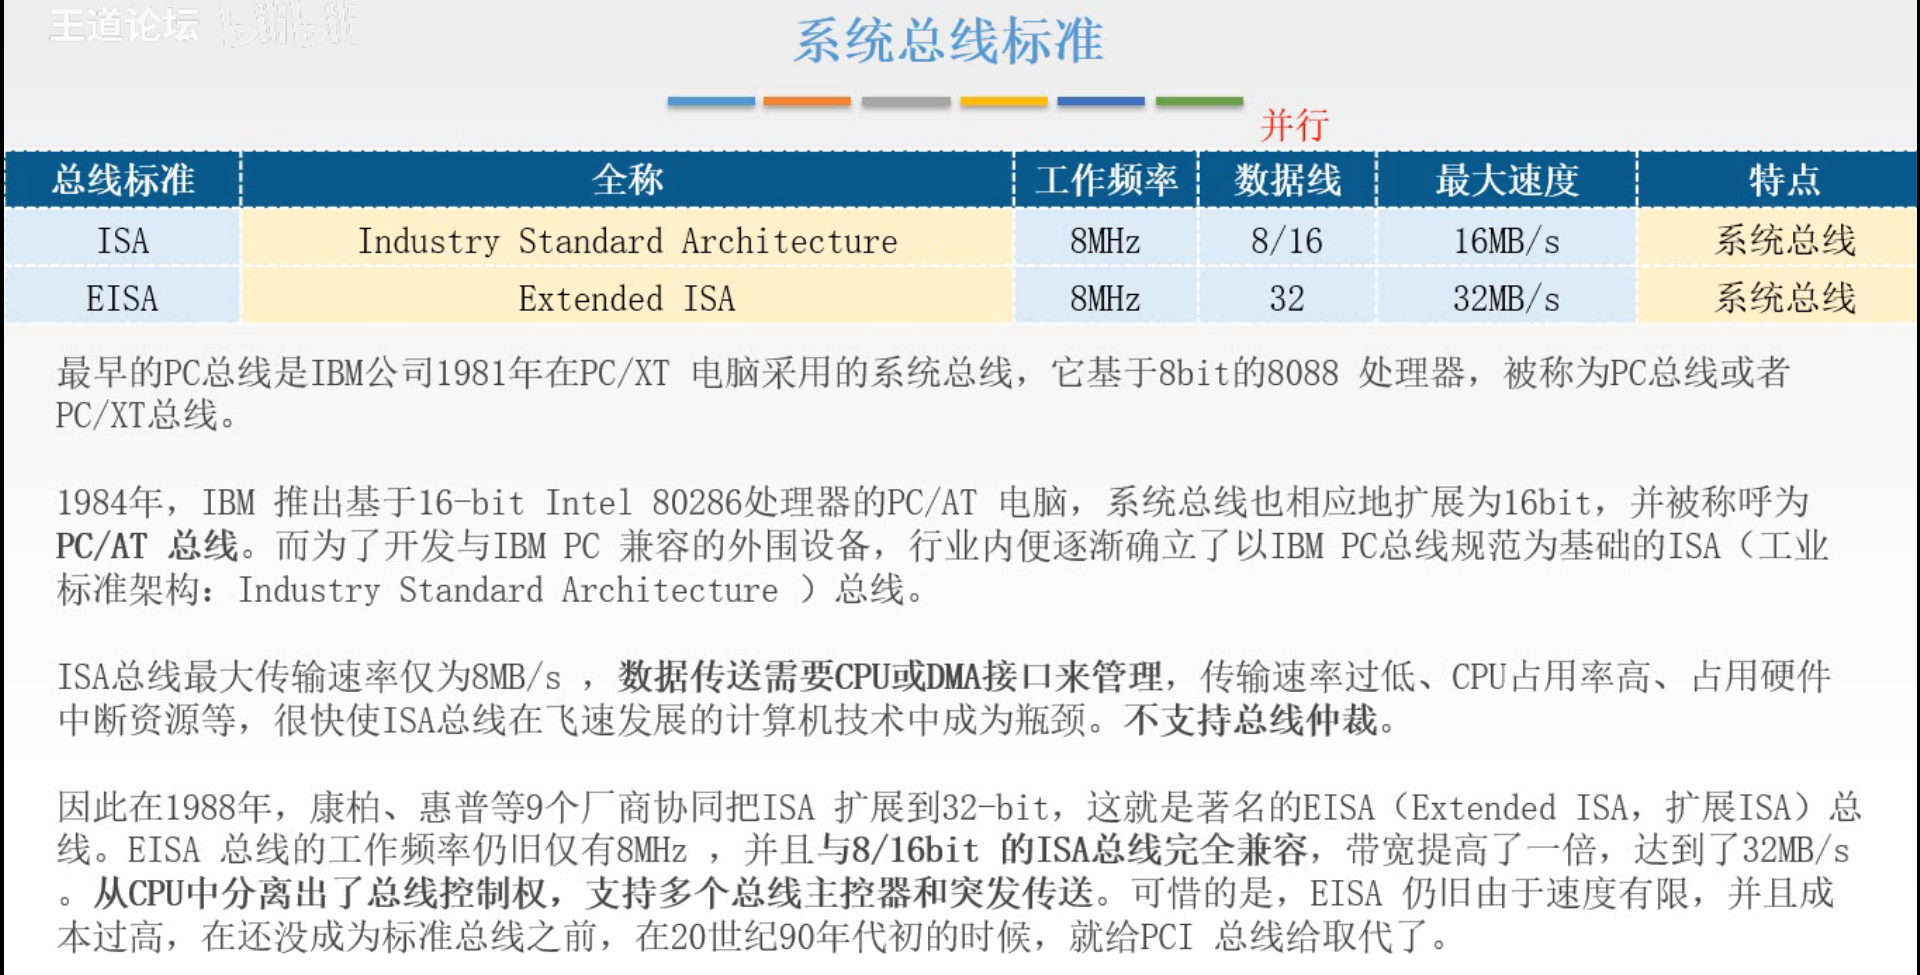 王道论坛 bilibili
系统总线标准
并行
总线标准 全称 工作频率 数据线 最大速度 特点
ISA Industry Standard Architecture 8MHz 8/16 16MB/s 系统总线
EISA Extended ISA 8MHz 32 32MB/s 系统总线
最早的PC总线是IBM公司1981年在PC/XT 电脑采用的系统总线，它基于8bit的8088 处理器，被称为PC总线或者
PC/XT总线。
1984年，IBM 推出基于16-bit Intel 80286处理器的PC/AT 电脑，系统总线也相应地扩展为16bit，并被称呼为
PC/AT 总线。而为了开发与IBM PC 兼容的外围设备，行业内便逐渐确立了以IBM PC总线规范为基础的ISA（工业
标准架构：Industry Standard Architecture ）总线。
ISA总线最大传输速率仅为8MB/s ，数据传送需要CPU或DMA接口来管理，传输速率过低、CPU占用率高、占用硬件
中断资源等，很快使ISA总线在飞速发展的计算机技术中成为瓶颈。不支持总线仲裁。
因此在1988年，康柏、惠普等9个厂商协同把ISA 扩展到32-bit，这就是著名的EISA（Extended ISA，扩展ISA）总
线。EISA 总线的工作频率仍旧仅有8MHz ，并且与8/16bit 的ISA总线完全兼容，带宽提高了一倍，达到了32MB/s
。从CPU中分离出了总线控制权，支持多个总线主控器和突发传送。可惜的是，EISA 仍旧由于速度有限，并且成
本过高，在还没成为标准总线之前，在20世纪90年代初的时候，就给PCI 总线给取代了。